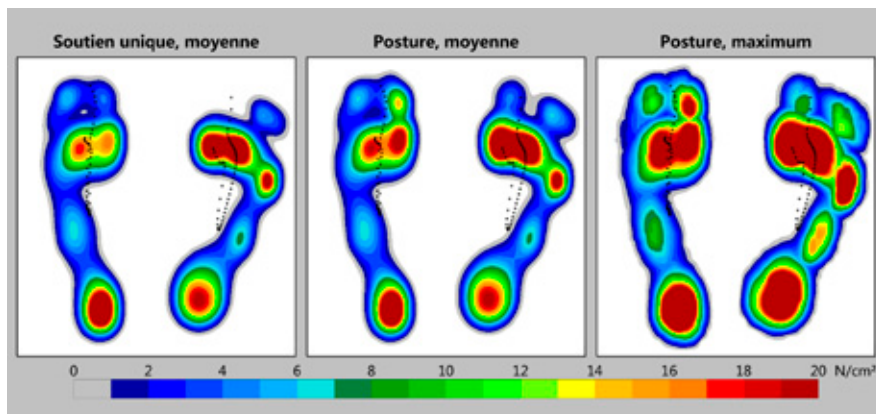 Soutien unique, moyenne
Posture, moyenne
Posture, maximum
0 2 4 6 8 10 12 14 16 18 20 N/cm²